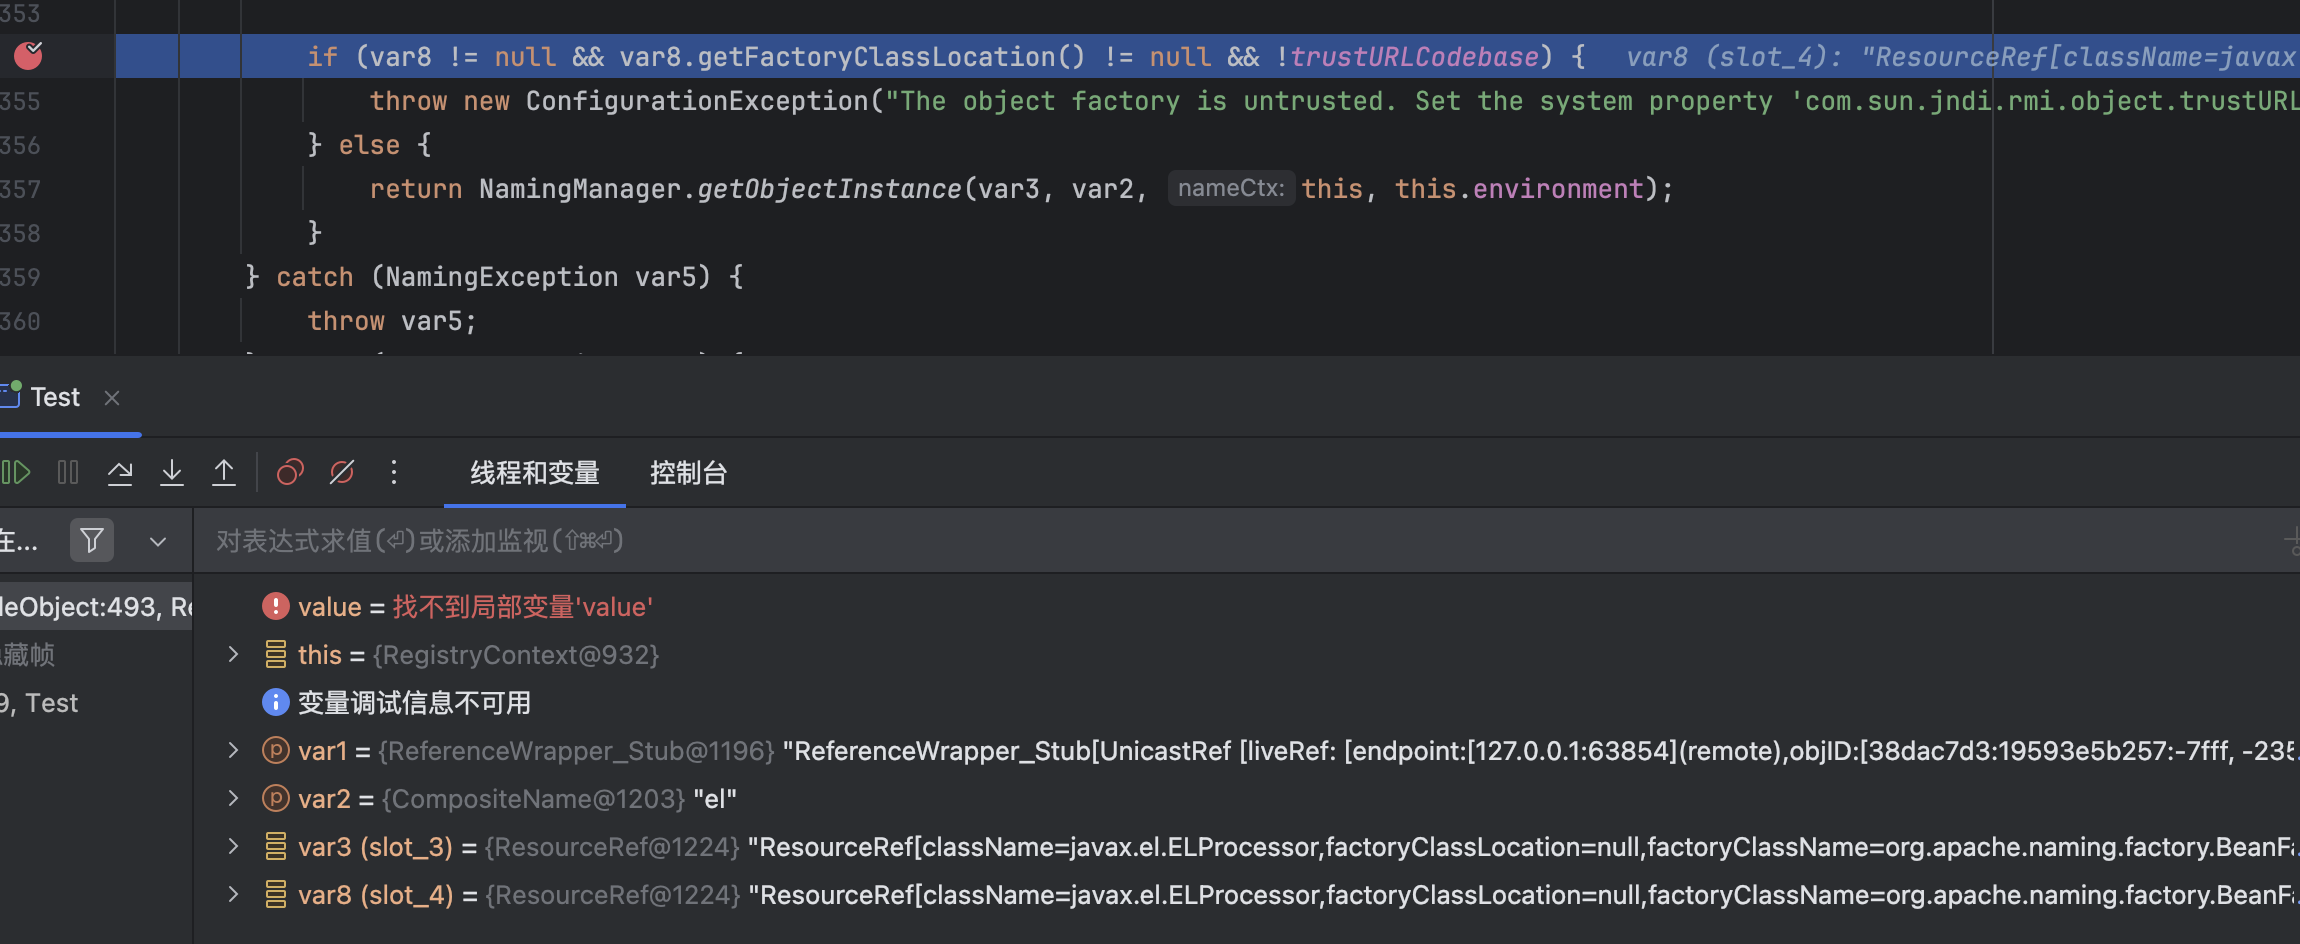 353
if (var8 != null && var8.getFactoryClassLocation() != null && !trustURLCodebase) {   var8 (slot_4): "ResourceRef[className=javax
355 throw new ConfigurationException("The object factory is untrusted. Set the system property 'com.sun.jndi.rmi.object.trustURL
356 } else {
357 return NamingManager.getObjectInstance(var3, var2, nameCtx: this, this.environment);
358 }
359 } catch (NamingException var5) {
360 throw var5;
Test
线程和变量 控制台
在... 对表达式求值(⏎)或添加监视(⇧⌘⏎)
leObject:493, Re
藏帧
9, Test
value = 找不到局部变量'value'
this = {RegistryContext@932}
变量调试信息不可用
var1 = {ReferenceWrapper_Stub@1196} "ReferenceWrapper_Stub[UnicastRef [liveRef: [endpoint:[127.0.0.1:63854](remote),objID:[38dac7d3:19593e5b257:-7fff, -235
var2 = {CompositeName@1203} "el"
var3 (slot_3) = {ResourceRef@1224} "ResourceRef[className=javax.el.ELProcessor,factoryClassLocation=null,factoryClassName=org.apache.naming.factory.BeanFa
var8 (slot_4) = {ResourceRef@1224} "ResourceRef[className=javax.el.ELProcessor,factoryClassLocation=null,factoryClassName=org.apache.naming.factory.BeanFa